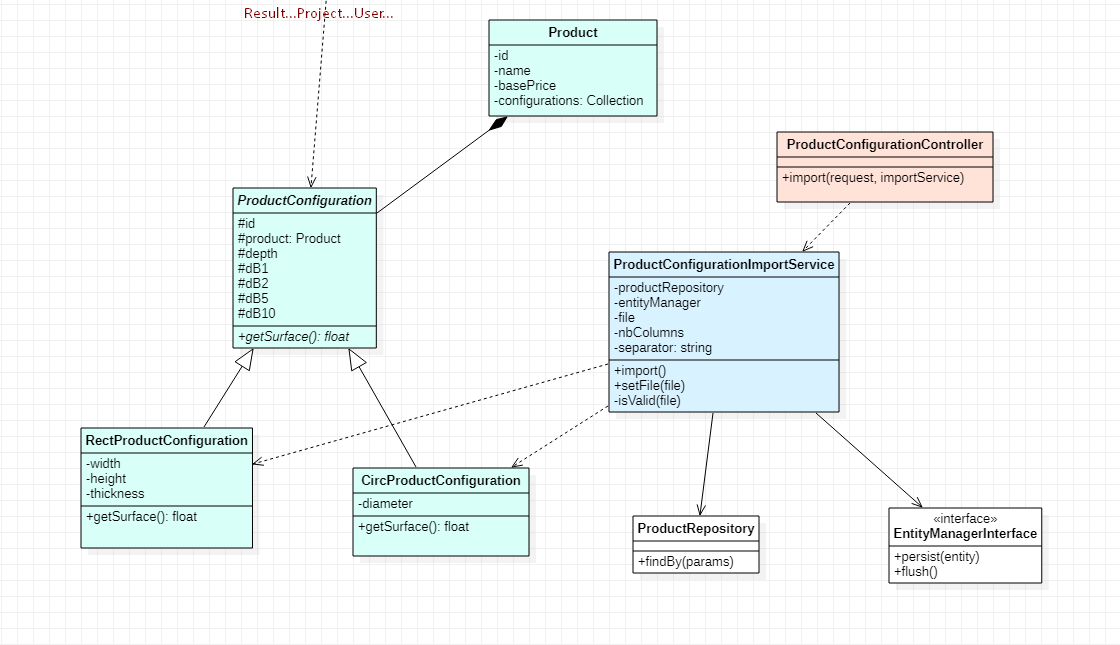 Result...Project...User...
Product
-id
-name
-basePrice
-configurations: Collection
ProductConfigurationController
+import(request, importService)
ProductConfiguration
#id
#product: Product
#depth
#dB1
#dB2
#dB5
#dB10
+getSurface(): float
ProductConfigurationImportService
-productRepository
-entityManager
-file
-nbColumns
-separator: string
+import()
+setFile(file)
-isValid(file)
RectProductConfiguration
-width
-height
-thickness
+getSurface(): float
CircProductConfiguration
-diameter
+getSurface(): float
ProductRepository
+findBy(params)
«interface»
EntityManagerInterface
+persist(entity)
+flush()